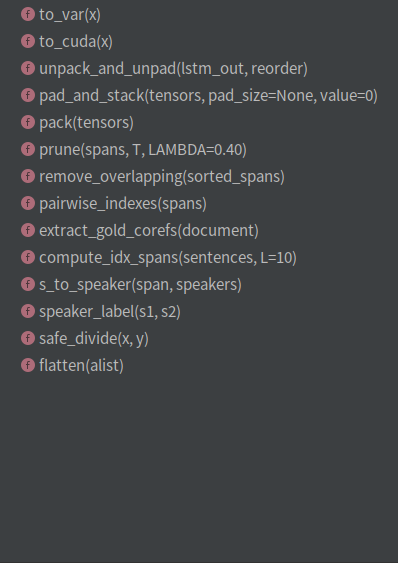 f to_var(x)
f to_cuda(x)
f unpack_and_unpad(lstm_out, reorder)
f pad_and_stack(tensors, pad_size=None, value=0)
f pack(tensors)
f prune(spans, T, LAMBDA=0.40)
f remove_overlapping(sorted_spans)
f pairwise_indexes(spans)
f extract_gold_corefs(document)
f compute_idx_spans(sentences, L=10)
f s_to_speaker(span, speakers)
f speaker_label(s1, s2)
f safe_divide(x, y)
f flatten(alist)